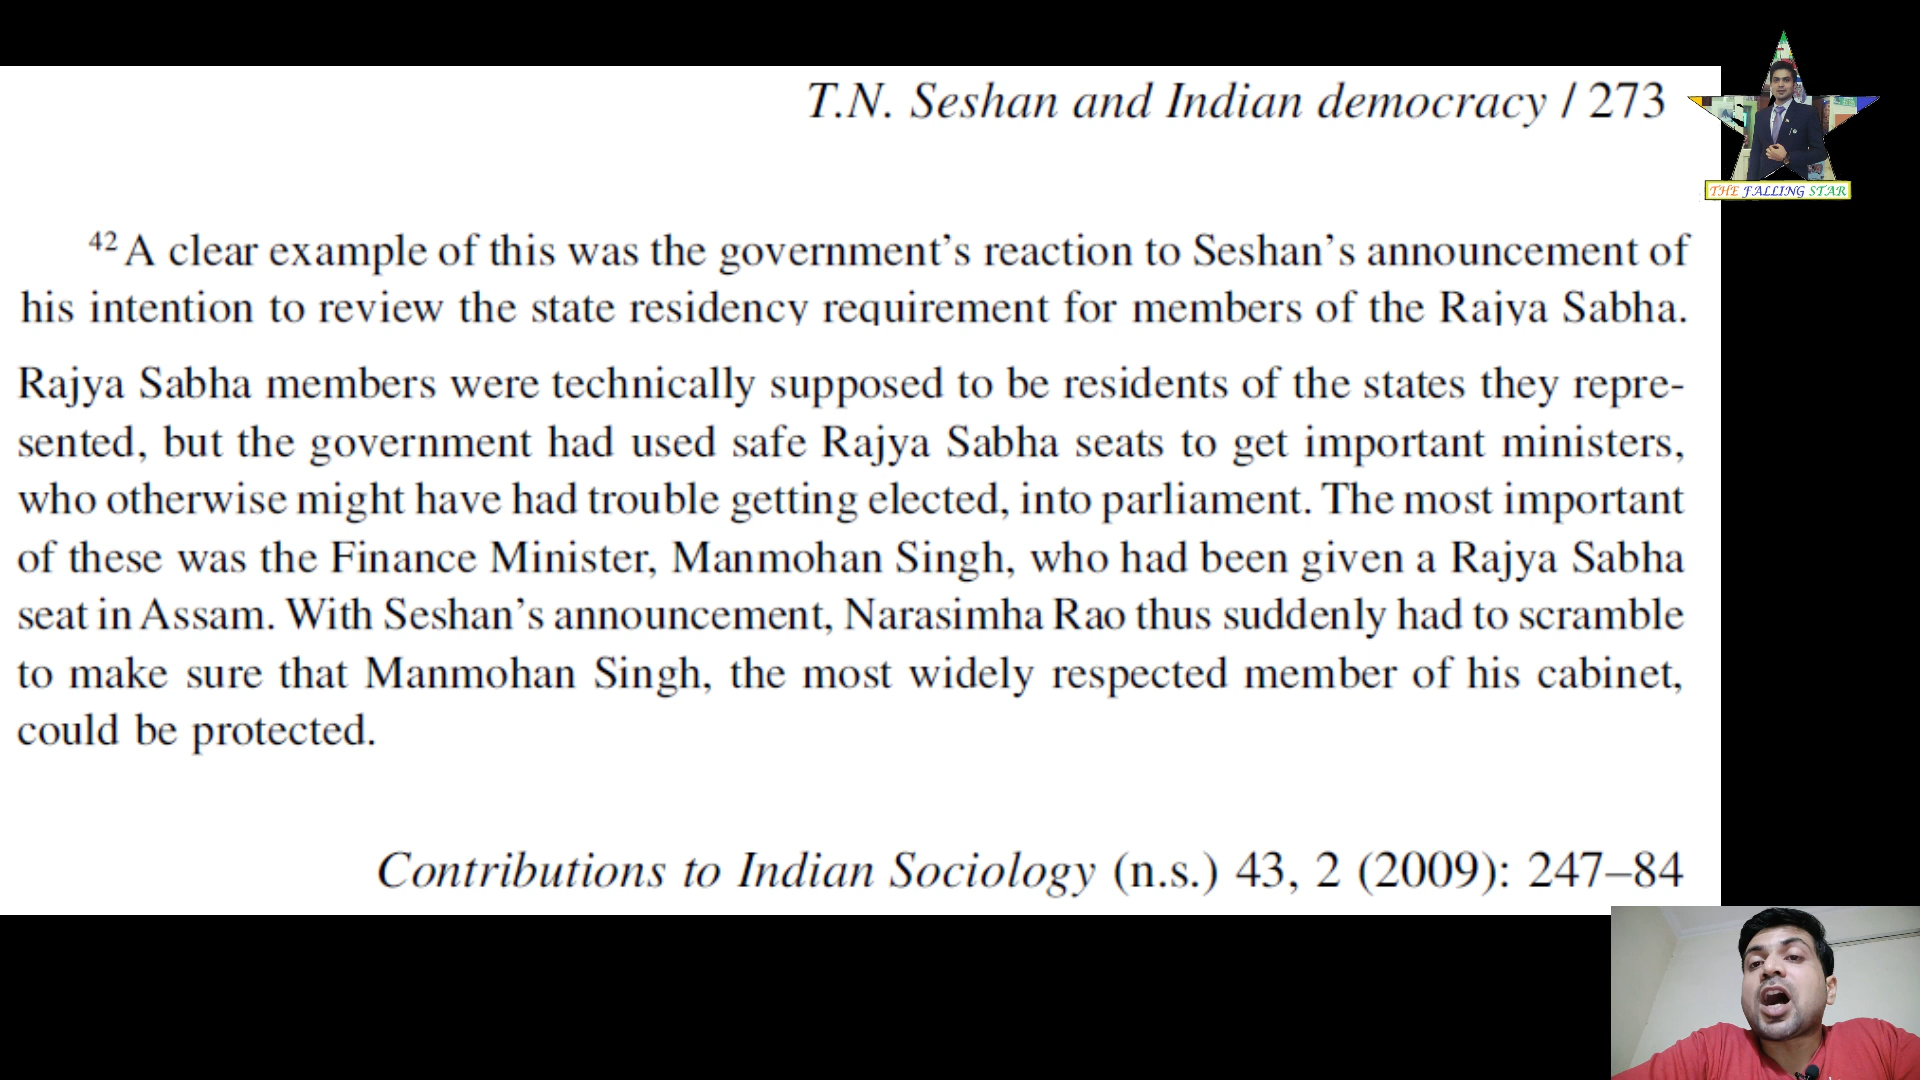 T.N. Seshan and Indian democracy / 273
THE FALLING STAR
42 A clear example of this was the government's reaction to Seshan's announcement of
his intention to review the state residency requirement for members of the Rajya Sabha.
Rajya Sabha members were technically supposed to be residents of the states they repre-
sented, but the government had used safe Rajya Sabha seats to get important ministers,
who otherwise might have had trouble getting elected, into parliament. The most important
of these was the Finance Minister, Manmohan Singh, who had been given a Rajya Sabha
seat in Assam. With Seshan's announcement, Narasimha Rao thus suddenly had to scramble
to make sure that Manmohan Singh, the most widely respected member of his cabinet,
could be protected.
Contributions to Indian Sociology (n.s.) 43, 2 (2009): 247–84